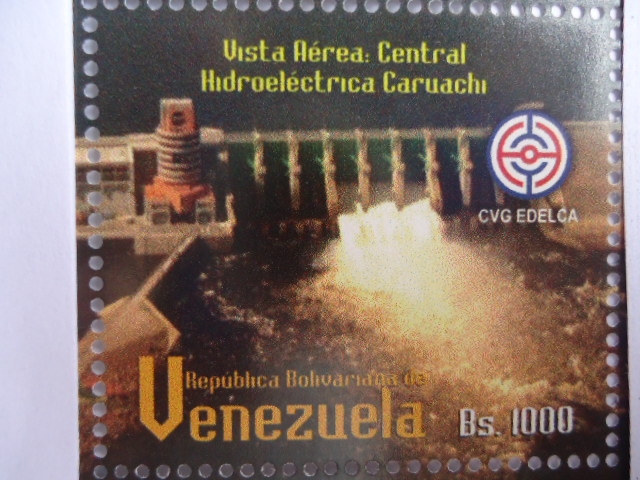 Vista Aérea: Central
Hidroeléctrica Caruachi
CVG EDELCA
República Bolivariana de
Venezuela
Bs. 1000